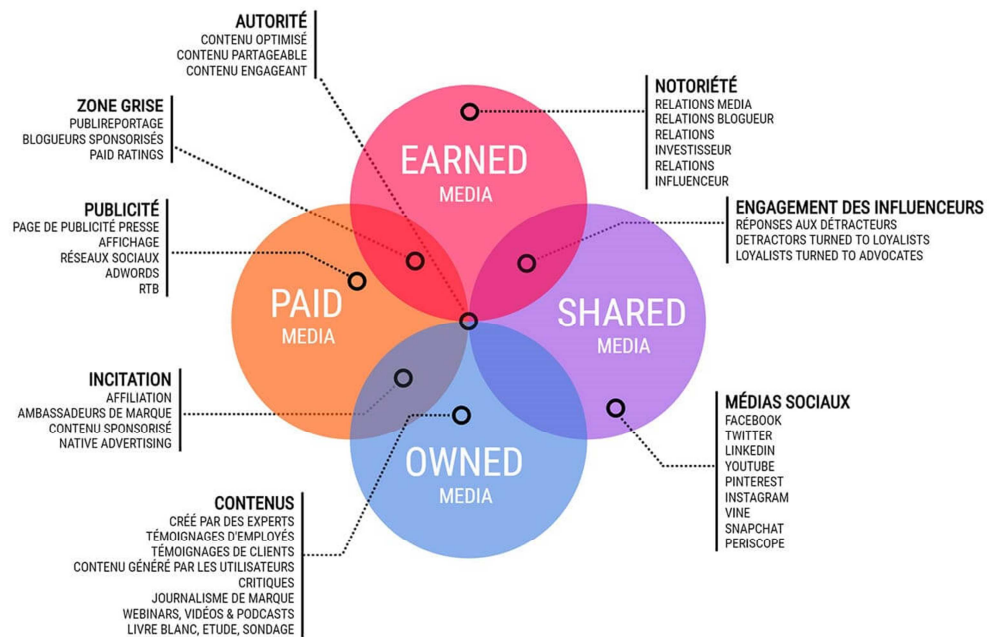 AUTORITÉ
CONTENU OPTIMISÉ
CONTENU PARTAGEABLE
CONTENU ENGAGEANT
ZONE GRISE
PUBLIREPORTAGE
BLOGUEURS SPONSORISÉS
PAID RATINGS
PUBLICITÉ
PAGE DE PUBLICITÉ PRESSE
AFFICHAGE
RÉSEAUX SOCIAUX
ADWORDS
RTB
INCITATION
AFFILIATION
AMBASSADEURS DE MARQUE
CONTENU SPONSORISÉ
NATIVE ADVERTISING
CONTENUS
CRÉÉ PAR DES EXPERTS
TÉMOIGNAGES D'EMPLOYÉS
TÉMOIGNAGES DE CLIENTS
CONTENU GÉNÉRÉ PAR LES UTILISATEURS
CRITIQUES
JOURNALISME DE MARQUE
WEBINARS, VIDÉOS & PODCASTS
LIVRE BLANC, ETUDE, SONDAGE
EARNED
MEDIA
PAID
MEDIA
SHARED
MEDIA
OWNED
MEDIA
NOTORIÉTÉ
RELATIONS MEDIA
RELATIONS BLOGUEUR
RELATIONS
INVESTISSEUR
RELATIONS
INFLUENCEUR
ENGAGEMENT DES INFLUENCEURS
RÉPONSES AUX DÉTRACTEURS
DETRACTORS TURNED TO LOYALISTS
LOYALISTS TURNED TO ADVOCATES
MÉDIAS SOCIAUX
FACEBOOK
TWITTER
LINKEDIN
YOUTUBE
PINTEREST
INSTAGRAM
VINE
SNAPCHAT
PERISCOPE